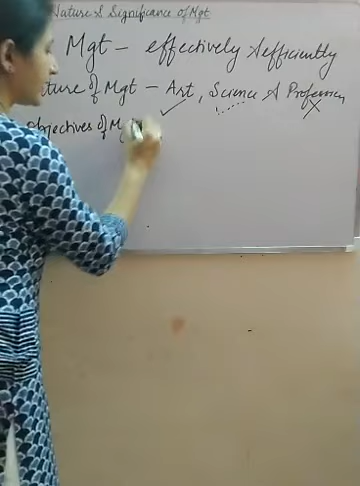 Nature & Significance of Mgt
Mgt - effectively & efficiently
ture of Mgt - Art, Science & Profession
Objectives of M